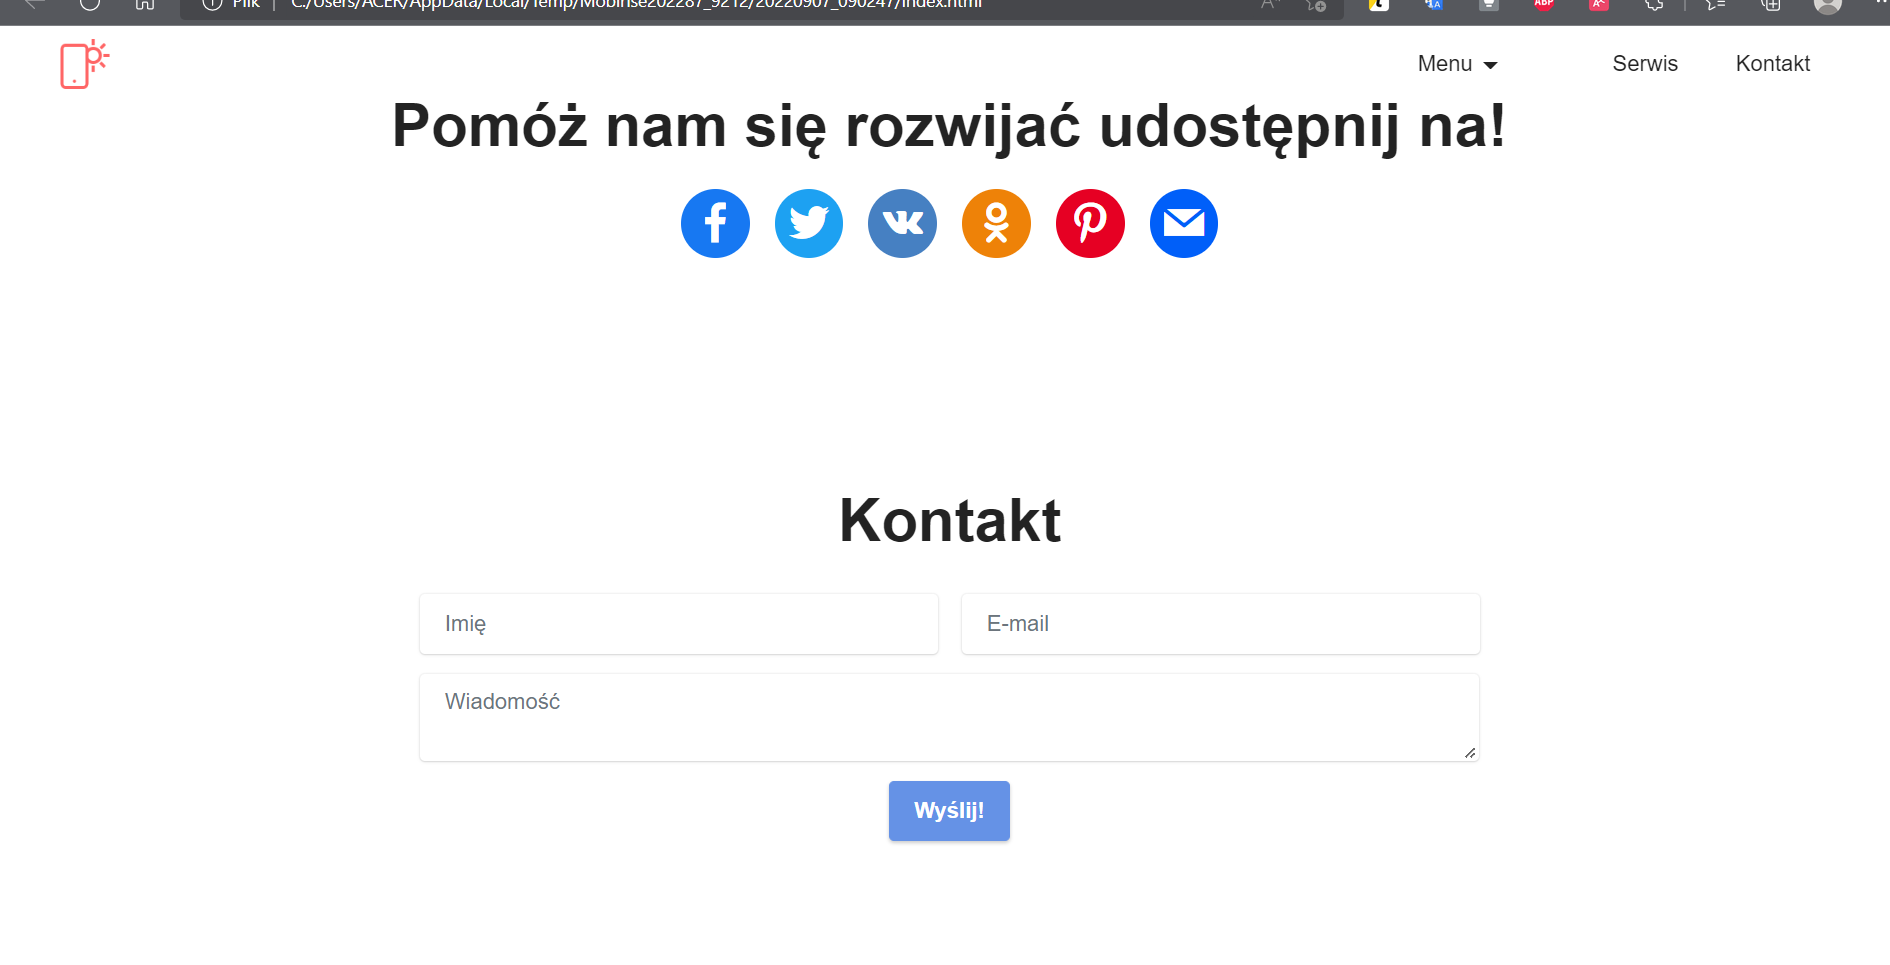 Plik C:/Users/ACER/AppData/Local/Temp/Mobirise202287_9212/20220907_090247/index.html
ABP
Menu Serwis Kontakt
Pomóż nam się rozwijać udostępnij na!
Kontakt
Imię E-mail
Wiadomość
Wyślij!